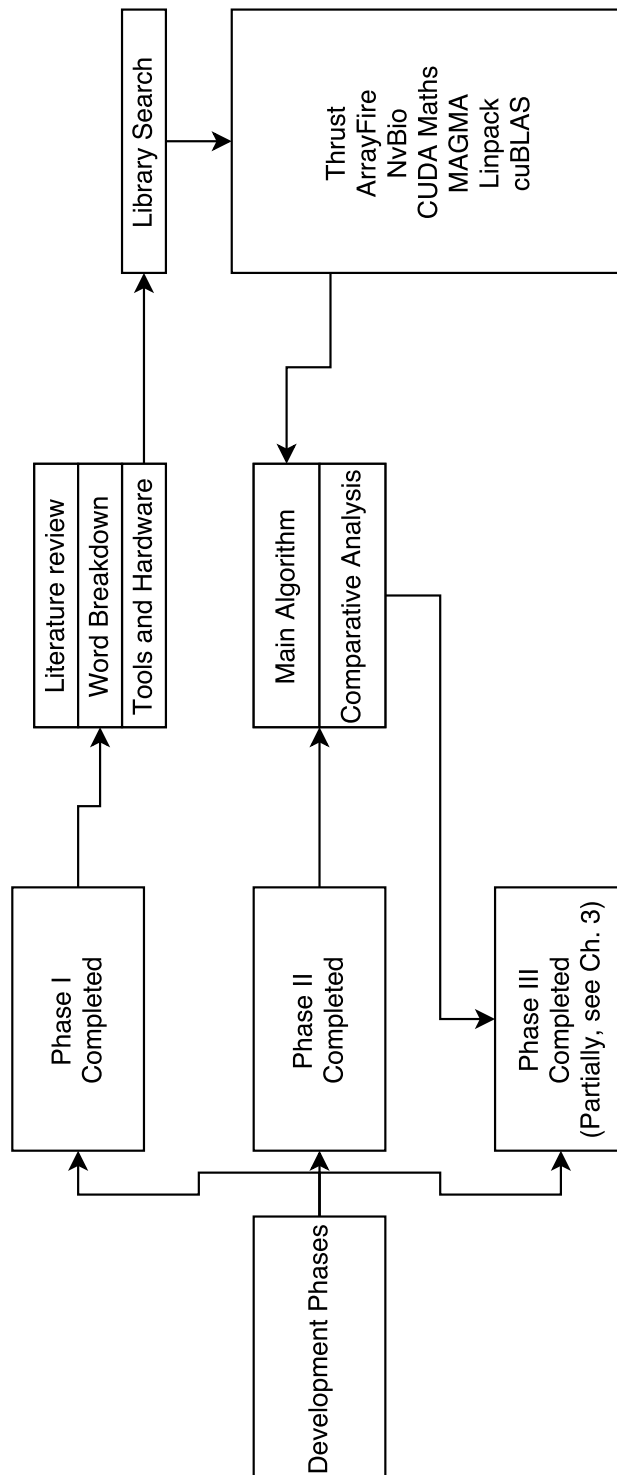 Development Phases
Phase I
Completed
Literature review
Word Breakdown
Tools and Hardware
Library Search
Thrust
ArrayFire
NvBio
CUDA Maths
MAGMA
Linpack
cuBLAS
Phase II
Completed
Main Algorithm
Comparative Analysis
Phase III
Completed
(Partially, see Ch. 3)